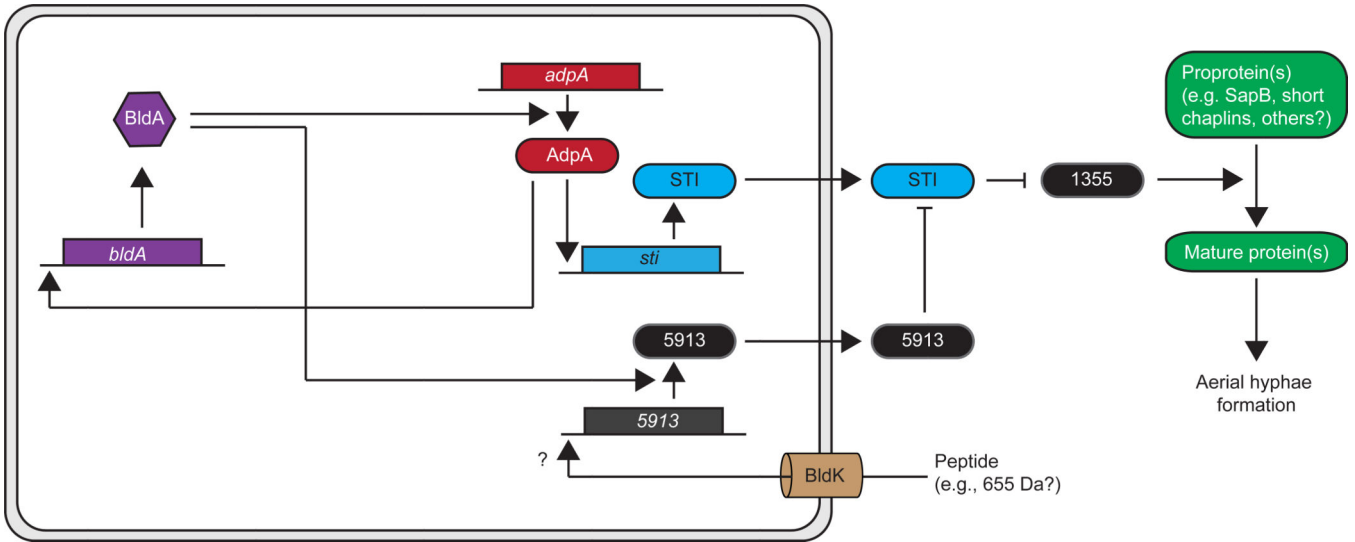 adpA
BldA
AdpA
STI
STI
1355
Proprotein(s)
(e.g. SapB, short
chaplins, others?)
bldA
sti
Mature protein(s)
5913
5913
Aerial hyphae
formation
5913
?
BldK
Peptide
(e.g., 655 Da?)